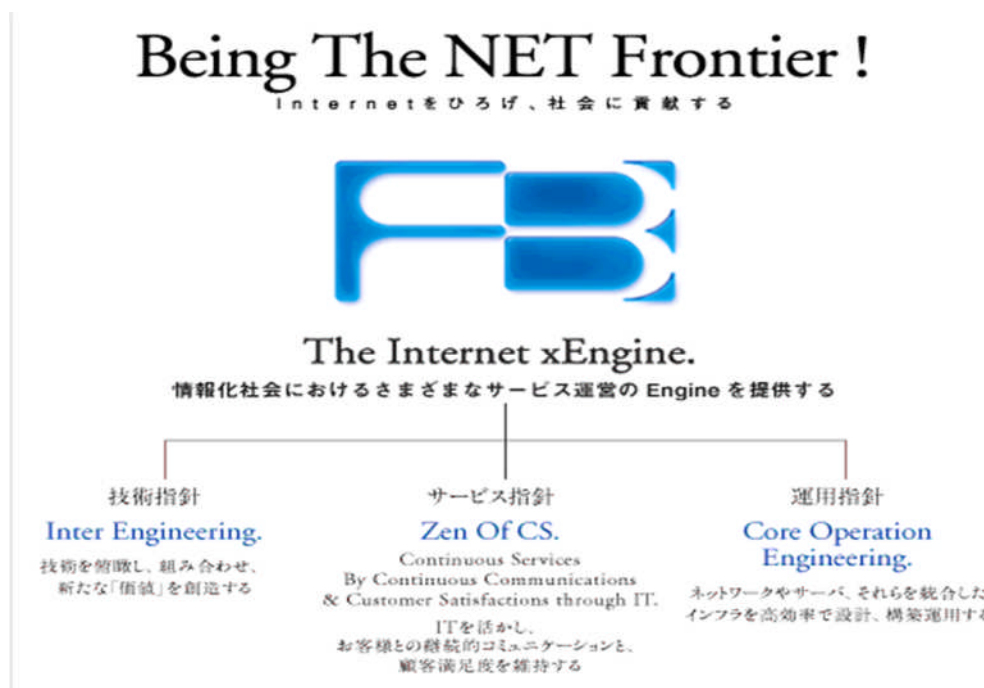 Being The NET Frontier !
Internetをひろげ、社会に貢献する
FB
The Internet xEngine.
情報化社会におけるさまざまなサービス運営の Engine を提供する
技術指針
Inter Engineering.
技術を俯瞰し、組み合わせ、
新たな「価値」を創造する
サービス指針
Zen Of CS.
Continuous Services
By Continuous Communications
& Customer Satisfactions through IT.
ITを活かし、
お客様との継続的コミュニケーションと、
顧客満足度を維持する
運用指針
Core Operation
Engineering.
ネットワークやサーバ、それらを統合した
インフラを高効率で設計、構築運用する